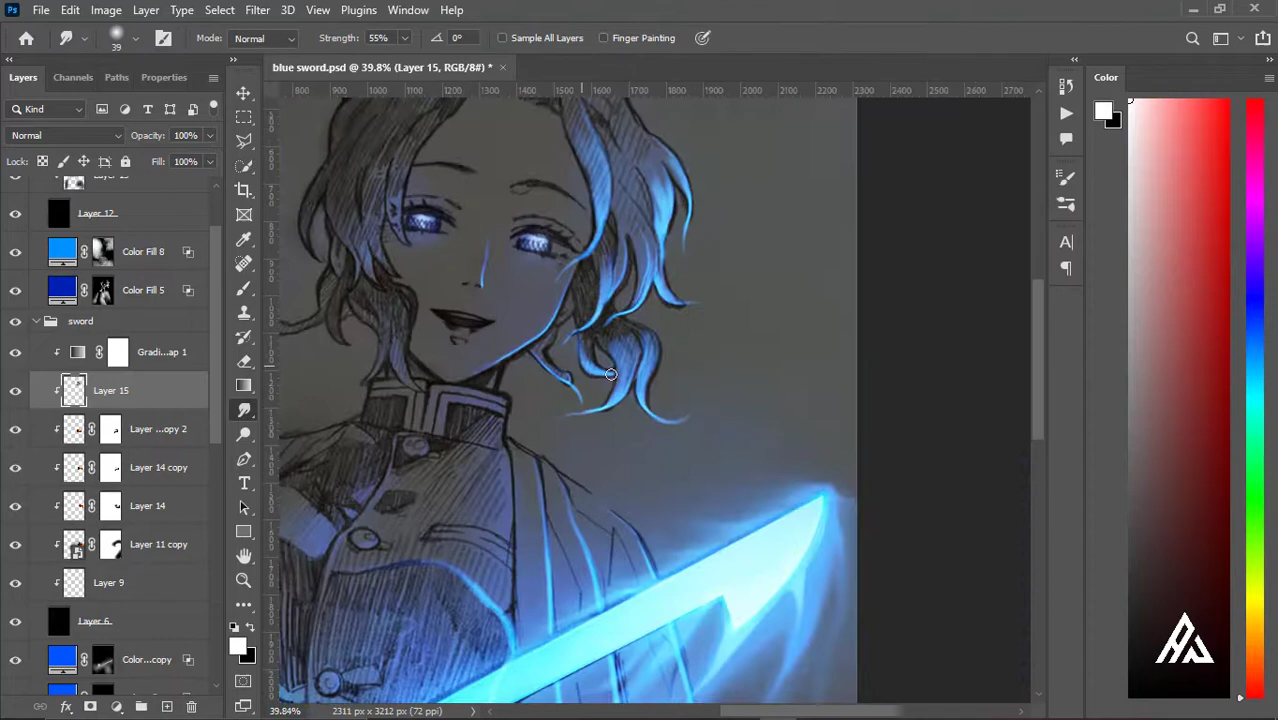 Ps File Edit Image Layer Type Select Filter 3D View Plugins Window Help
39 Mode: Normal Strength: 55% 0° Sample All Layers Finger Painting
Layers Channels Paths Properties
blue sword.psd @ 39.8% (Layer 15, RGB/8#) *
Color
800 900 1000 1100 1200 1300 1400 1500 1600 1700 1800 1900 2000 2100 2200 2300 2400 2500 2600 2700
Kind
Normal Opacity: 100%
Lock: Fill: 100%
Layer 12
Color Fill 8
Color Fill 5
sword
Gradi...ap 1
Layer 15
Layer ...opy 2
Layer 14 copy
Layer 14
Layer 11 copy
Layer 9
Layer 6
Color...copy
39.84% 2311 px x 3212 px (72 ppi)